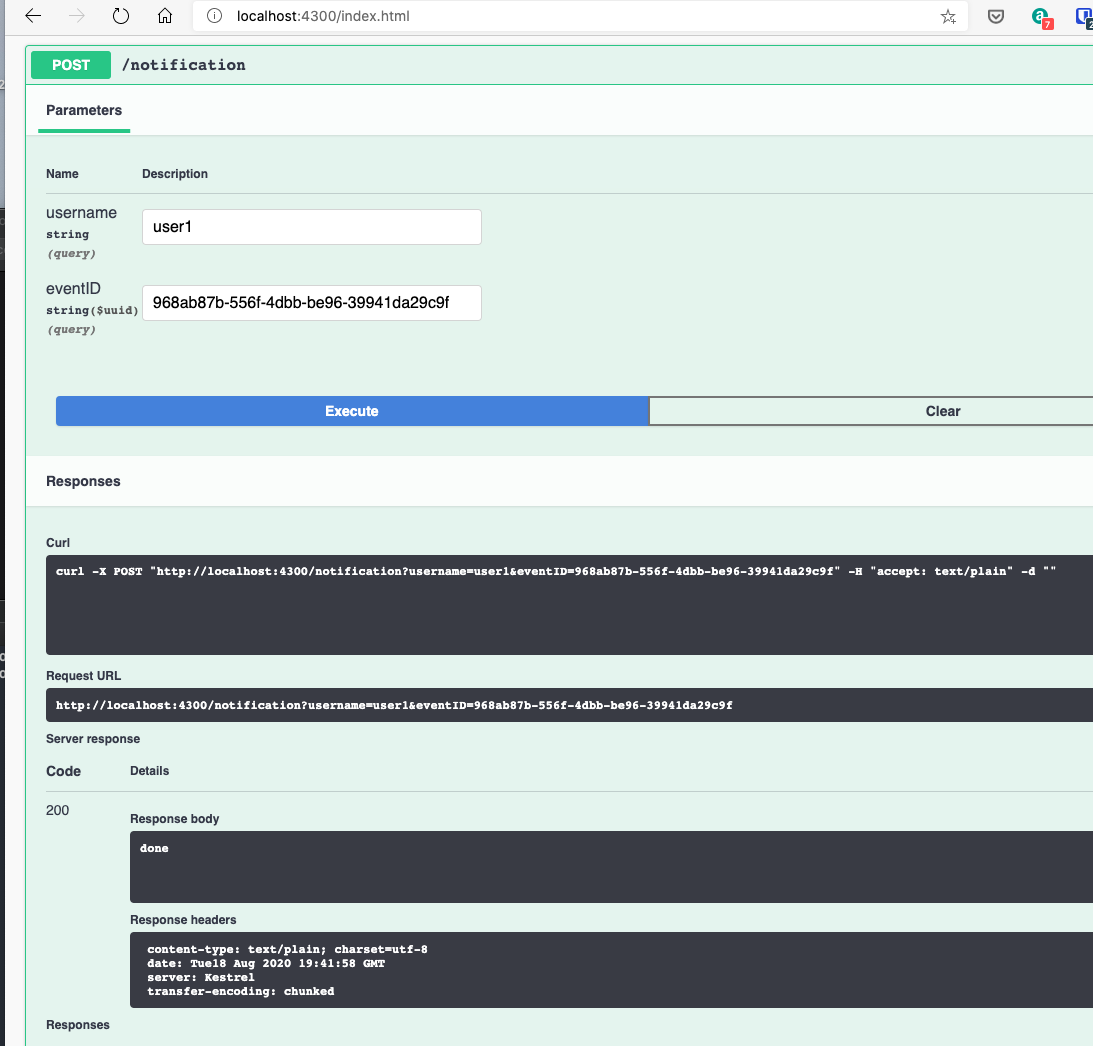 localhost:4300/index.html
7
2
POST /notification
Parameters
Name Description
username
string
(query)
user1
eventID
string($uuid)
(query)
968ab87b-556f-4dbb-be96-39941da29c9f
Execute Clear
Responses
Curl
curl -X POST "http://localhost:4300/notification?username=user1&eventID=968ab87b-556f-4dbb-be96-39941da29c9f" -H "accept: text/plain" -d ""
Request URL
http://localhost:4300/notification?username=user1&eventID=968ab87b-556f-4dbb-be96-39941da29c9f
Server response
Code Details
200
Response body
done
Response headers
content-type: text/plain; charset=utf-8
date: Tue18 Aug 2020 19:41:58 GMT
server: Kestrel
transfer-encoding: chunked
Responses